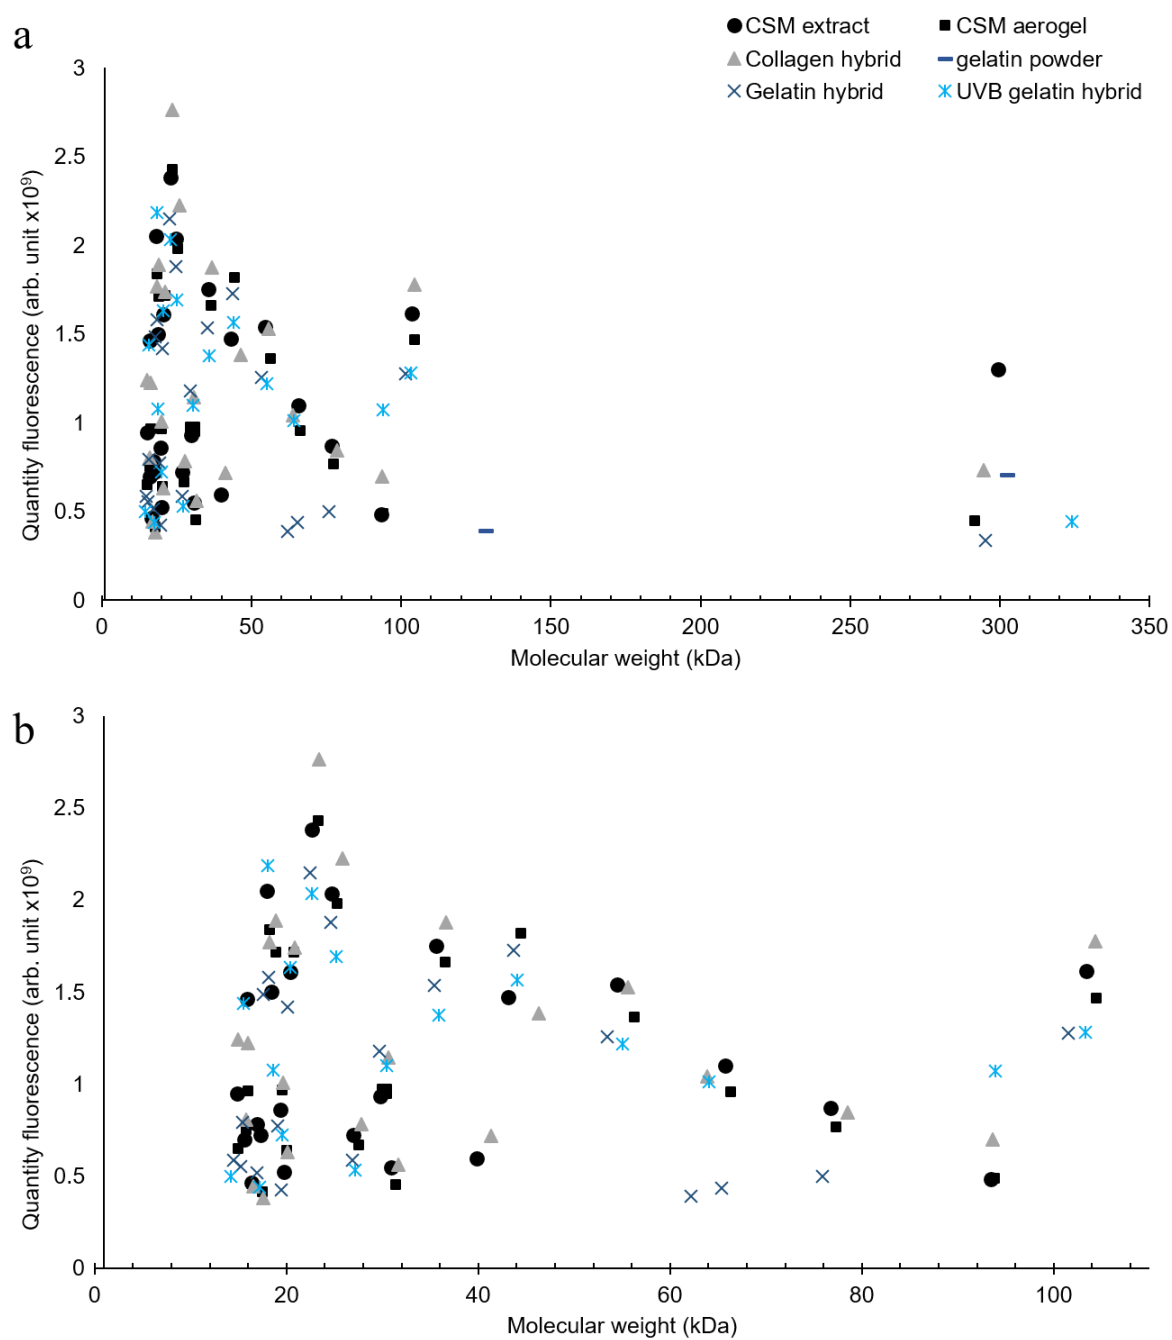 a
CSM extract
CSM aerogel
Collagen hybrid
gelatin powder
Gelatin hybrid
UVB gelatin hybrid
3
2.5
2
1.5
1
0.5
0
Quantity fluorescence (arb. unit x10⁹)
0 50 100 150 200 250 300 350
Molecular weight (kDa)
b
3
2.5
2
1.5
1
0.5
0
Quantity fluorescence (arb. unit x10⁹)
0 20 40 60 80 100
Molecular weight (kDa)